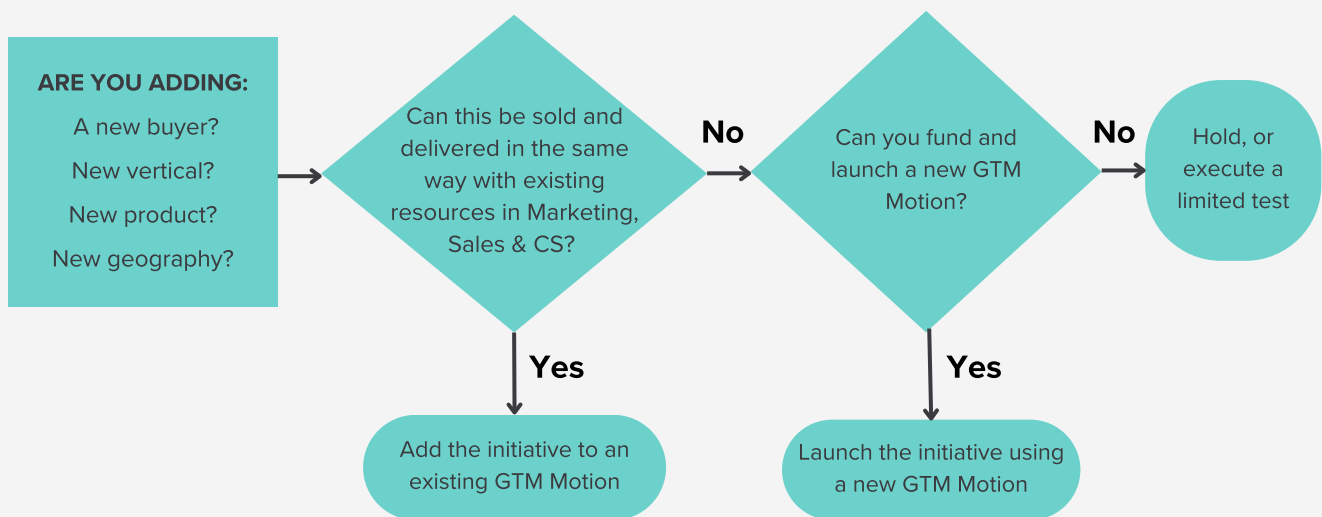 ARE YOU ADDING:
A new buyer?
New vertical?
New product?
New geography?
Can this be sold and
delivered in the same
way with existing
resources in Marketing,
Sales & CS?
No
Can you fund and
launch a new GTM
Motion?
No
Hold, or
execute a
limited test
Yes
Add the initiative to an
existing GTM Motion
Yes
Launch the initiative using
a new GTM Motion